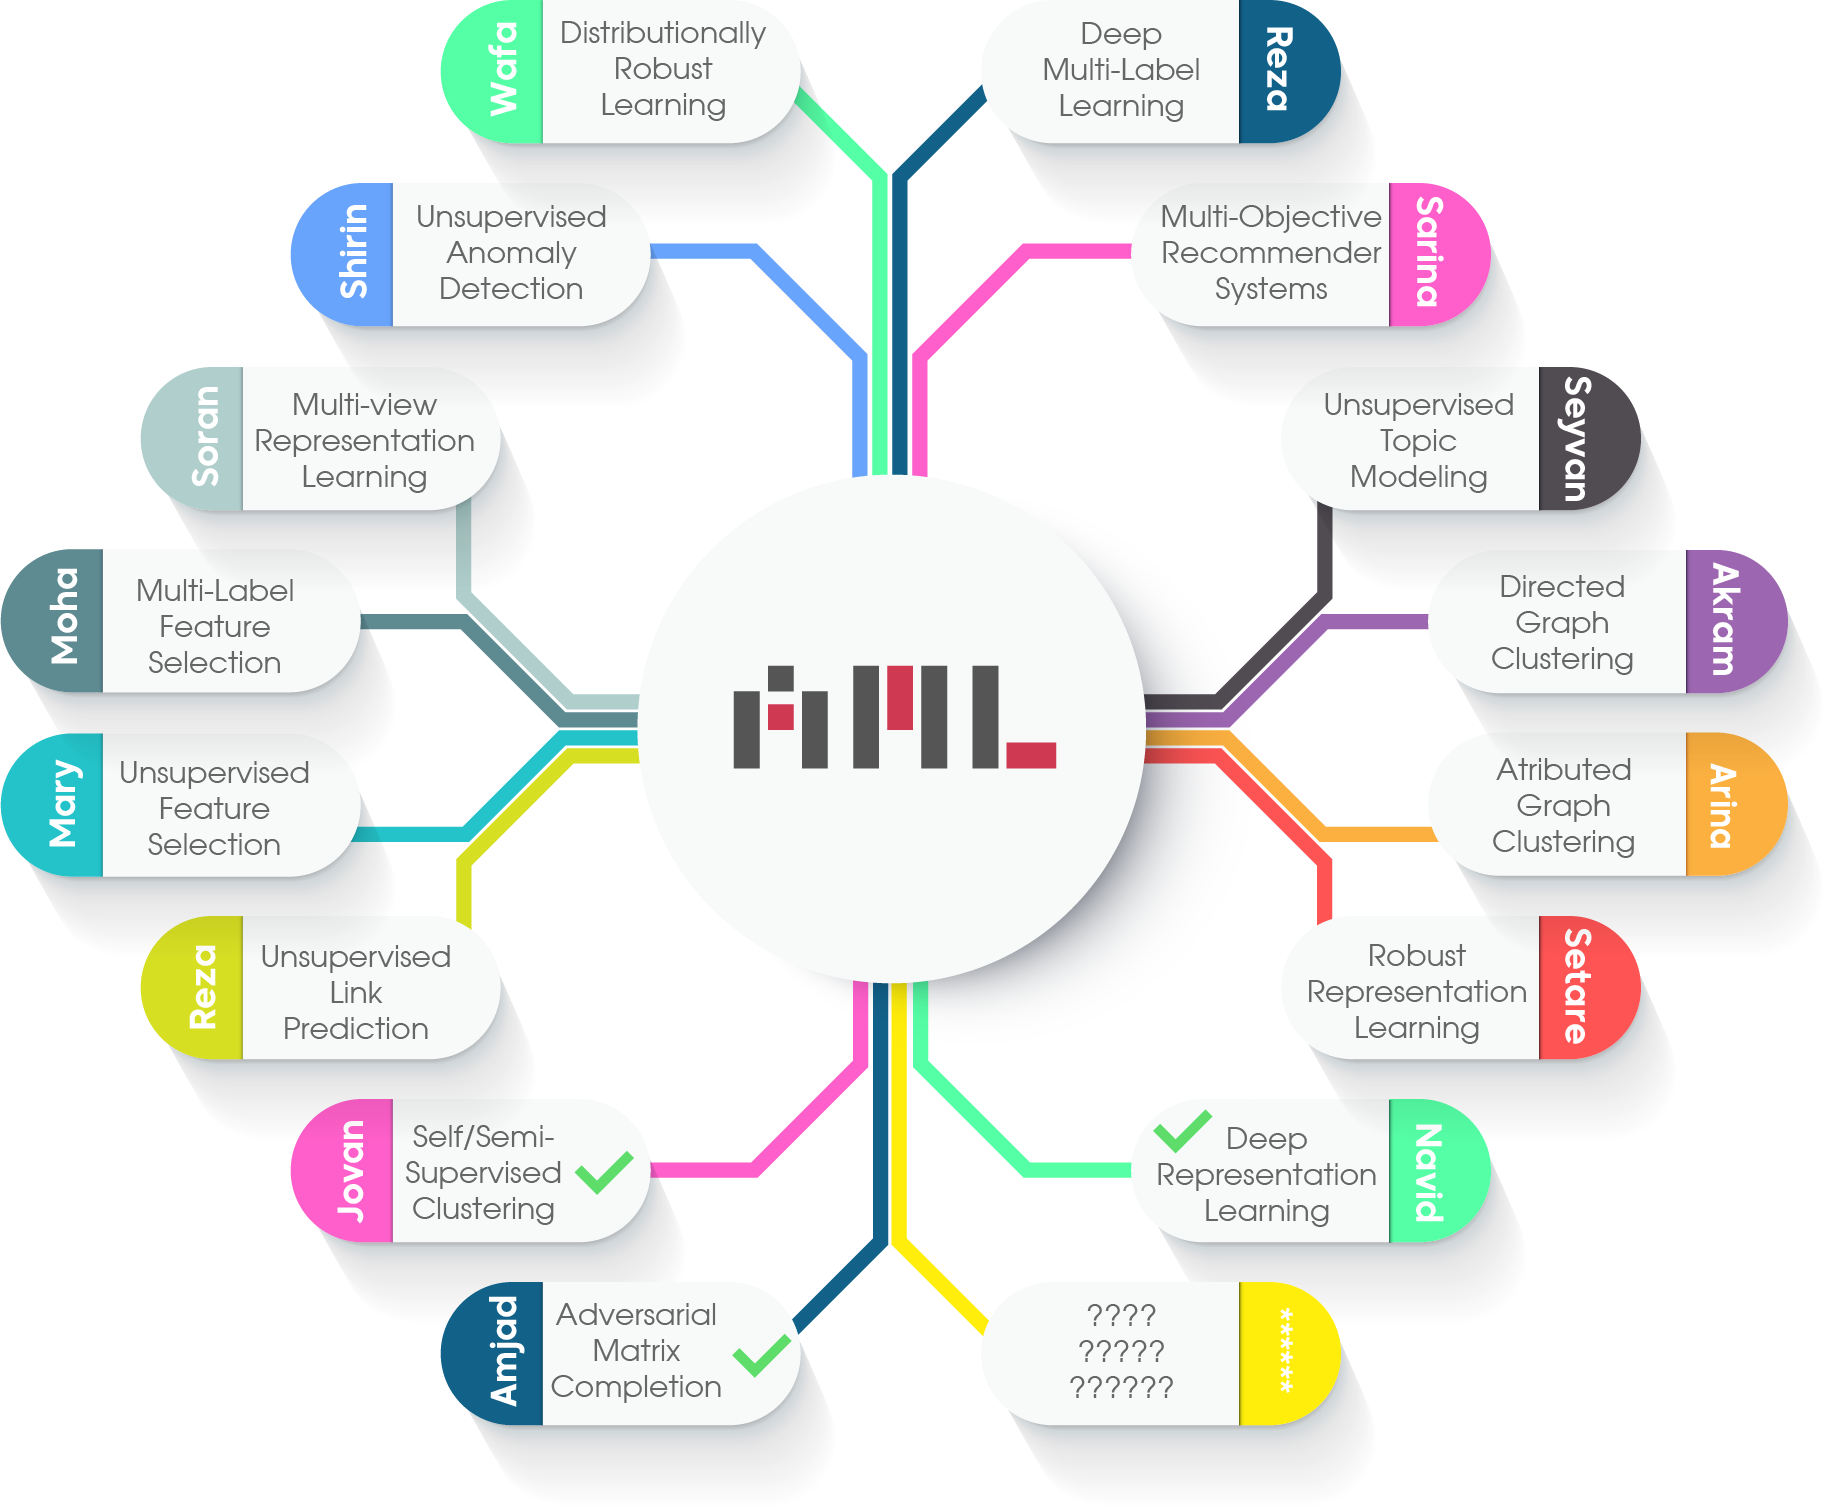 Wafa
Distributionally
Robust
Learning
Deep
Multi-Label
Learning
Reza
Shirin
Unsupervised
Anomaly
Detection
Multi-Objective
Recommender
Systems
Sarina
Soran
Multi-view
Representation
Learning
Unsupervised
Topic
Modeling
Seyvan
Moha
Multi-Label
Feature
Selection
Directed
Graph
Clustering
Akram
AML
Mary
Unsupervised
Feature
Selection
Atributed
Graph
Clustering
Arina
Reza
Unsupervised
Link
Prediction
Robust
Representation
Learning
Setare
Jovan
Self/Semi-
Supervised
Clustering
Deep
Representation
Learning
Navid
Amjad
Adversarial
Matrix
Completion
????
?????
??????
******